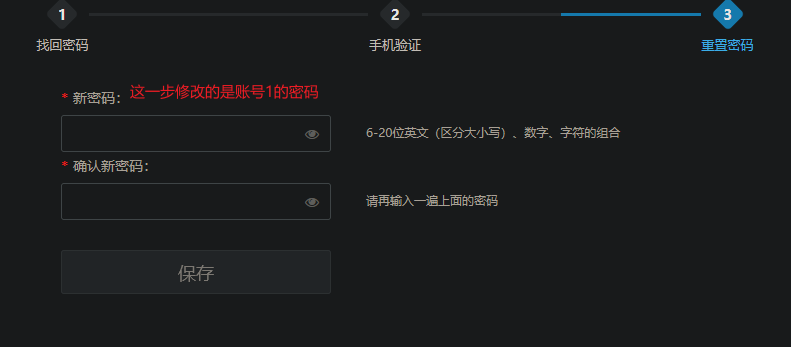 1 2 3
找回密码 手机验证 重置密码
* 新密码： 这一步修改的是账号1的密码
6-20位英文（区分大小写）、数字、字符的组合
* 确认新密码：
请再输入一遍上面的密码
保存